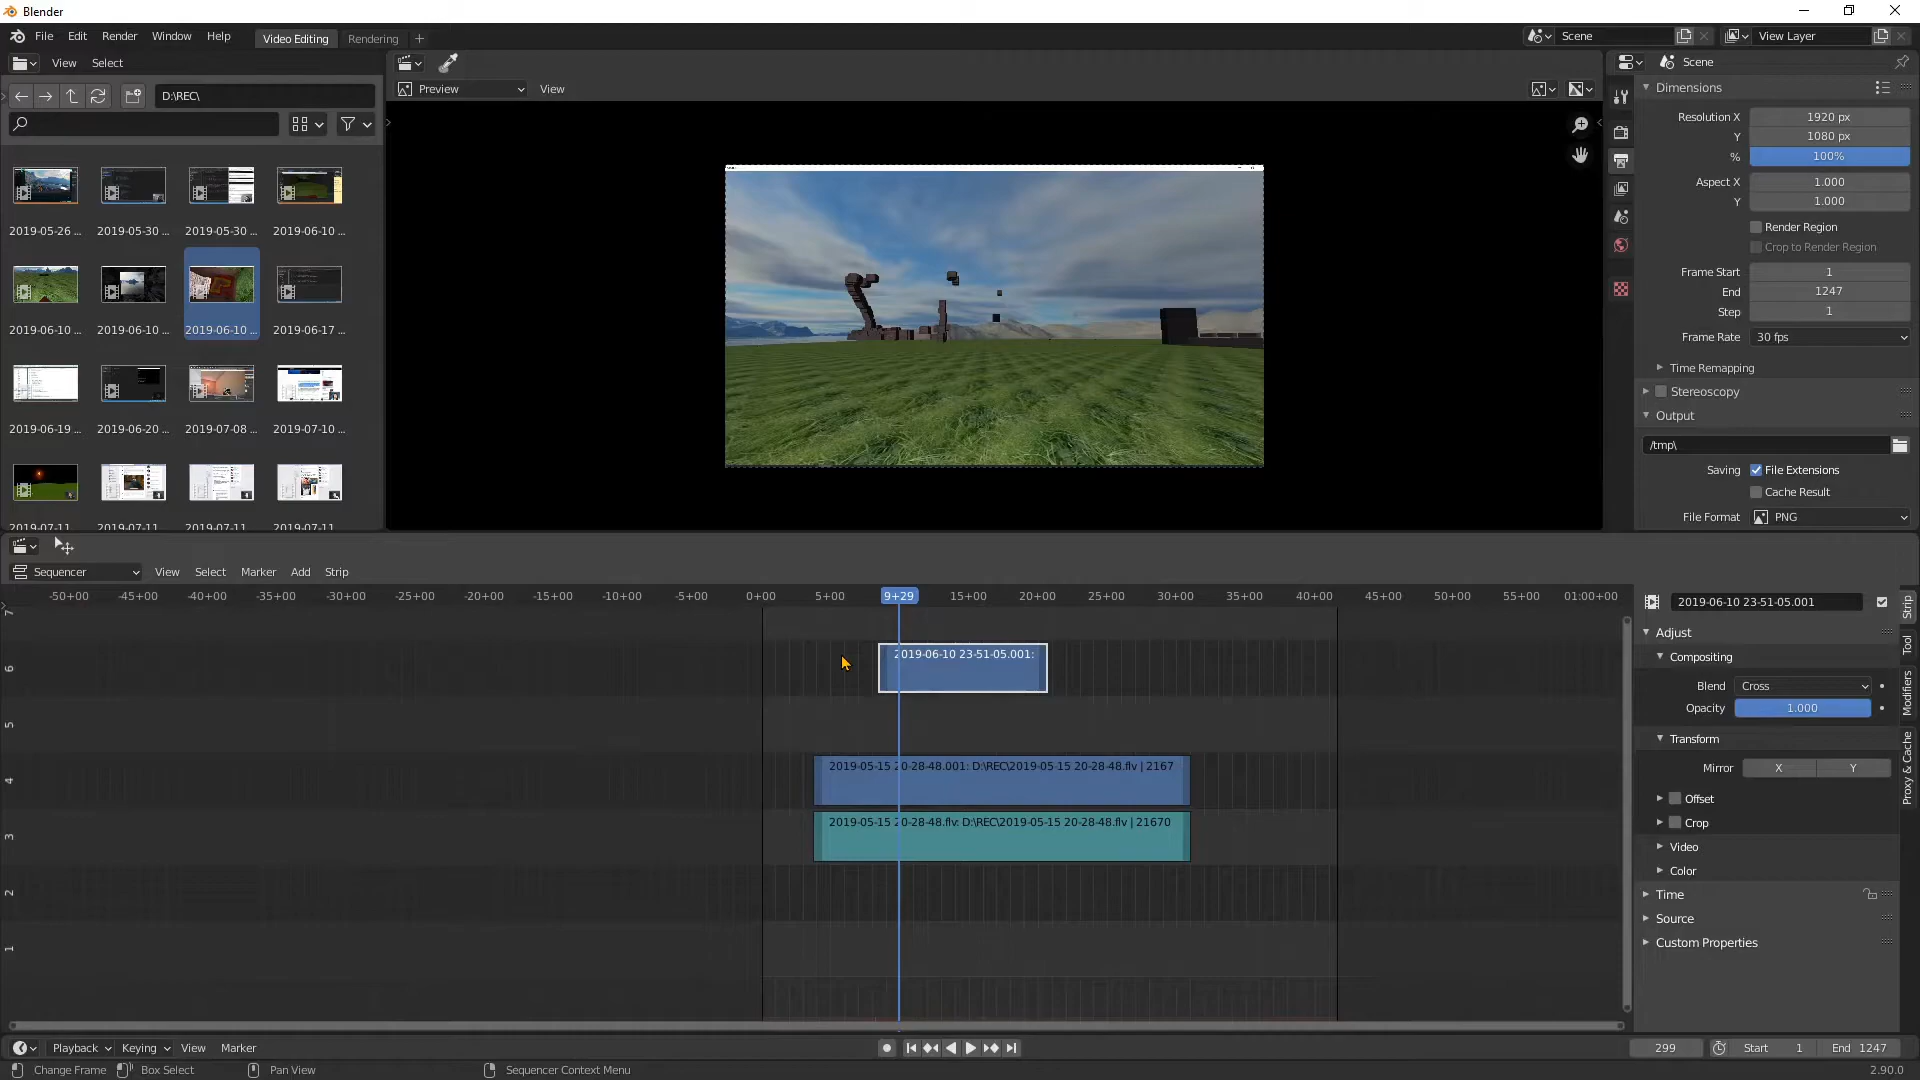 Blender
File Edit Render Window Help Video Editing Rendering + Scene View Layer
View Select
D:\REC\
2019-05-26 ... 2019-05-30 ... 2019-05-30 ... 2019-06-10 ...
2019-06-10 ... 2019-06-10 ... 2019-06-10 ... 2019-06-17 ...
2019-06-19 ... 2019-06-20 ... 2019-07-08 ... 2019-07-10 ...
2019-07-11 2019-07-11 2019-07-11 2019-07-11
Preview View
Scene
Dimensions
Resolution X 1920 px
Y 1080 px
% 100%
Aspect X 1.000
Y 1.000
Render Region
Crop to Render Region
Frame Start 1
End 1247
Step 1
Frame Rate 30 fps
Time Remapping
Stereoscopy
Output
/tmp\
Saving File Extensions
Cache Result
File Format PNG
Sequencer View Select Marker Add Strip
-50+00 -45+00 -40+00 -35+00 -30+00 -25+00 -20+00 -15+00 -10+00 -5+00 0+00 5+00 9+29 15+00 20+00 25+00 30+00 35+00 40+00 45+00 50+00 55+00 01:00+00
7
6
5
4
3
2
1
2019-06-10 23-51-05.001:
2019-05-15 20-28-48.001: D:\REC\2019-05-15 20-28-48.flv | 2167
2019-05-15 20-28-48.flv: D:\REC\2019-05-15 20-28-48.flv | 21670
2019-06-10 23-51-05.001
Adjust
Compositing
Blend Cross
Opacity 1.000
Transform
Mirror X Y
Offset
Crop
Video
Color
Time
Source
Custom Properties
Strip
Tool
Modifiers
Proxy & Cache
Playback Keying View Marker 299 Start 1 End 1247
Change Frame Box Select Pan View Sequencer Context Menu 2.90.0